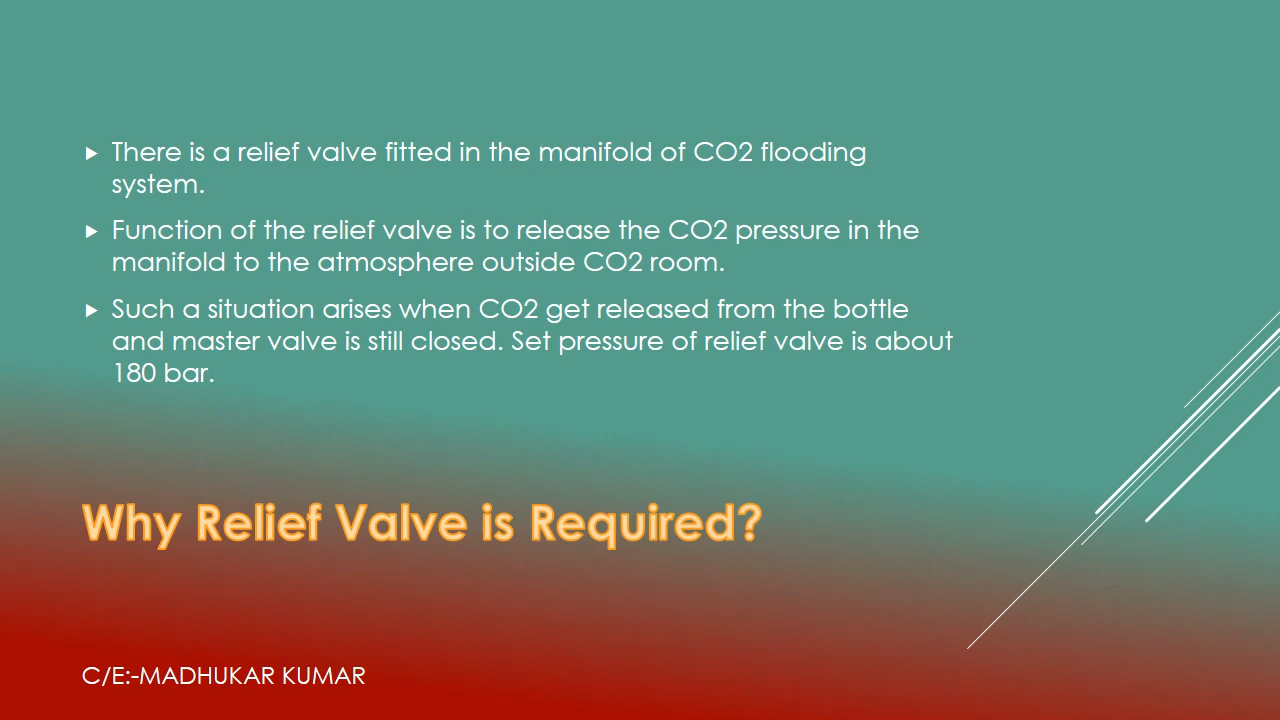 There is a relief valve fitted in the manifold of CO2 flooding
system.
Function of the relief valve is to release the CO2 pressure in the
manifold to the atmosphere outside CO2 room.
Such a situation arises when CO2 get released from the bottle
and master valve is still closed. Set pressure of relief valve is about
180 bar.
Why Relief Valve is Required?
C/E:-MADHUKAR KUMAR